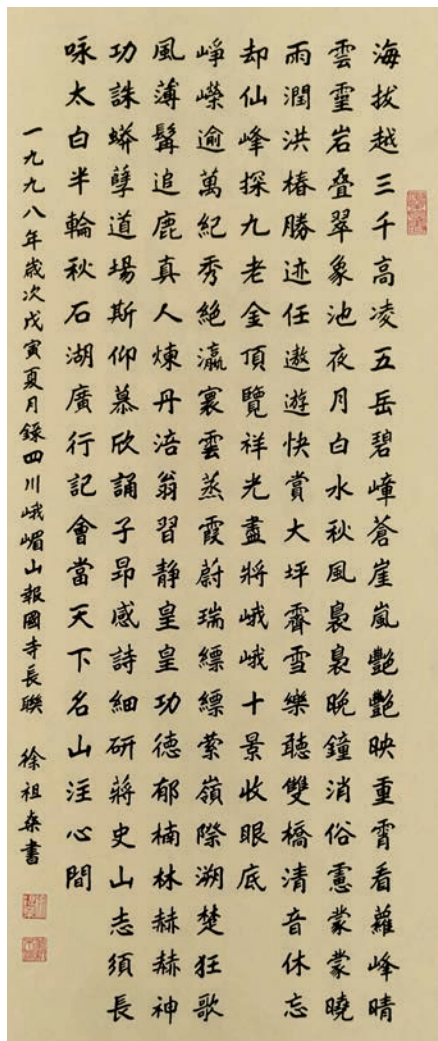 海拔越三千高凌五岳碧嶂蒼崖嵐艷艷映重霄看蘿峰晴
雲靈岩叠翠象池夜月白水秋風裊裊晚鐘消俗慮蒙蒙曉
雨潤洪椿勝迹任遨遊快賞大坪霽雪樂聽雙橋清音休忘
却仙峰探九老金頂覽祥光盡將峨峨十景收眼底
崢嶸逾萬紀秀絕瀛寰雲蒸霞蔚瑞縹縹縈嶺際溯楚狂歌
風薄髯追鹿真人煉丹涪翁習静皇皇功德郁楠林赫赫神
功誅蟒孽道場斯仰慕欣誦子昂感詩細研蔣史山志須長
咏太白半輪秋石湖廣行記會當天下名山注心間
一九九八年歲次戊寅夏月錄四川峨嵋山報國寺長聯 徐祖燊書